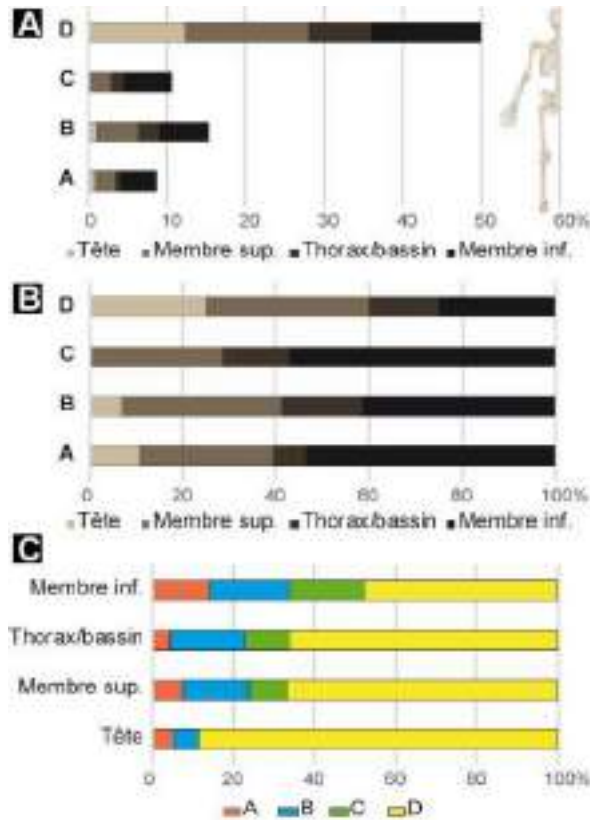 A
D
C
B
A
0 10 20 30 40 50 60%
Tête Membre sup. Thorax/bassin Membre inf.
B
D
C
B
A
0 20 40 60 80 100%
Tête Membre sup. Thorax/bassin Membre inf.
C
Membre inf.
Thorax/bassin
Membre sup.
Tête
0 20 40 60 80 100%
A B C D